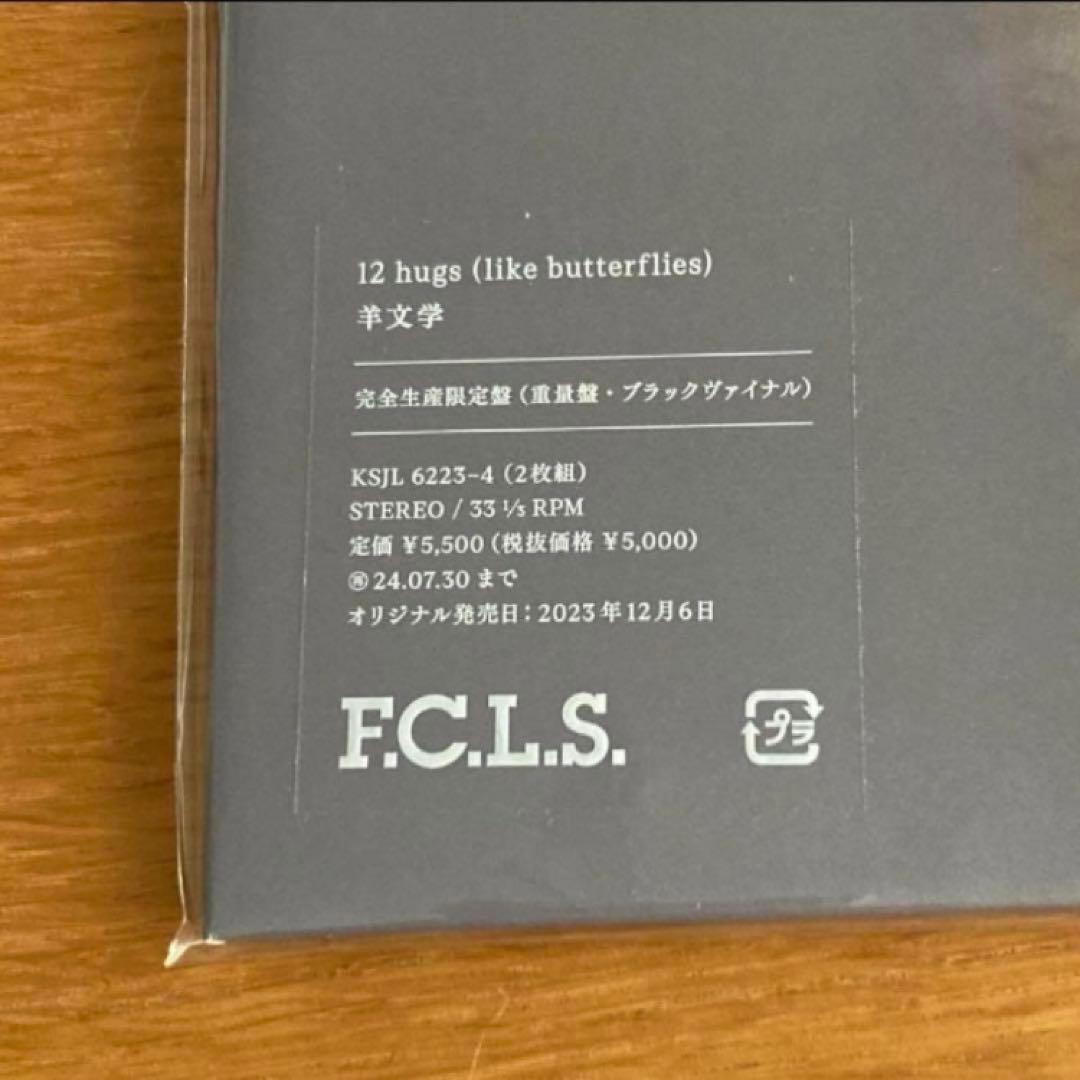 12 hugs (like butterflies)
羊文学
完全生産限定盤(重量盤・ブラックヴァイナル)
KSJL 6223-4(2枚組)
STEREO / 33 ⅓ RPM
定価 ¥5,500(税抜価格 ¥5,000)
㊗24.07.30 まで
オリジナル発売日:2023年12月6日
F.C.L.S.
プラ